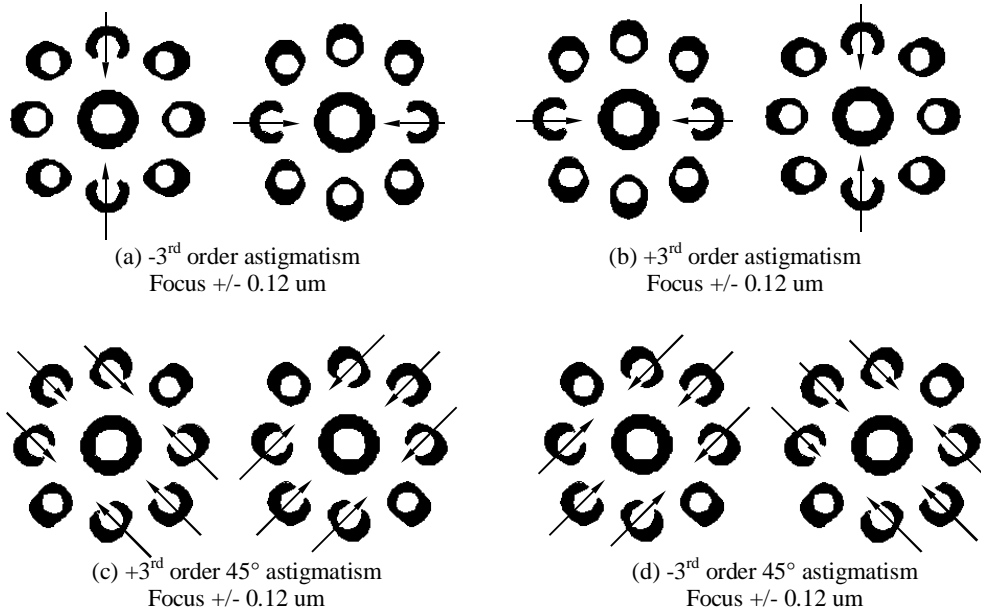 (a) -3rd order astigmatism
Focus +/- 0.12 um
(b) +3rd order astigmatism
Focus +/- 0.12 um
(c) +3rd order 45° astigmatism
Focus +/- 0.12 um
(d) -3rd order 45° astigmatism
Focus +/- 0.12 um